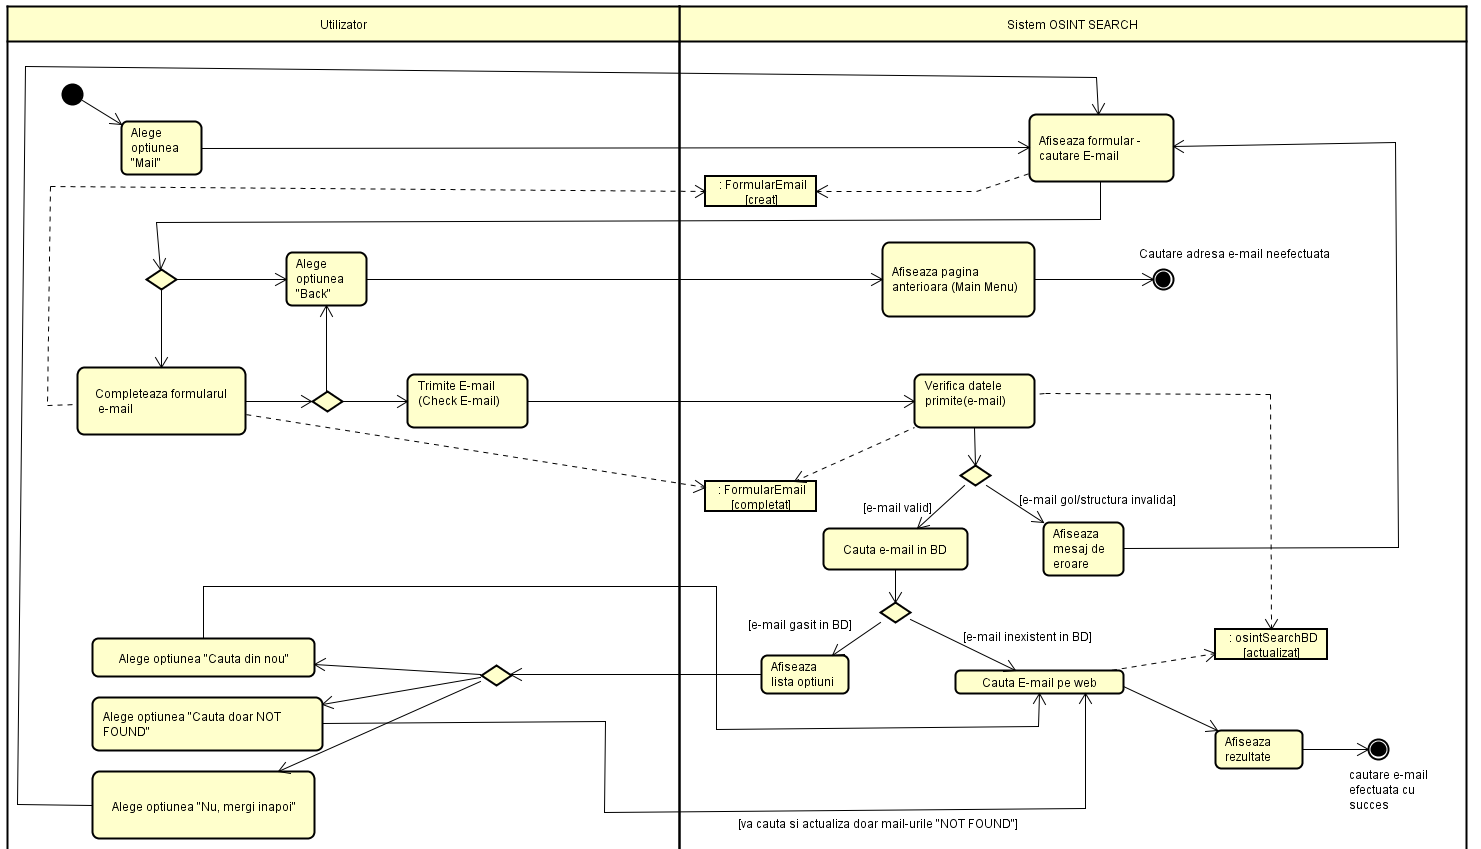 Utilizator
Sistem OSINT SEARCH
Alege
optiunea
"Mail"
Afiseaza formular -
cautare E-mail
: FormularEmail
[creat]
Alege
optiunea
"Back"
Afiseaza pagina
anterioara (Main Menu)
Cautare adresa e-mail neefectuata
Completeaza formularul
e-mail
Trimite E-mail
(Check E-mail)
Verifica datele
primite(e-mail)
: FormularEmail
[completat]
[e-mail valid]
[e-mail gol/structura invalida]
Cauta e-mail in BD
Afiseaza
mesaj de
eroare
[e-mail gasit in BD]
[e-mail inexistent in BD]
: osintSearchBD
[actualizat]
Alege optiunea "Cauta din nou"
Afiseaza
lista optiuni
Cauta E-mail pe web
Alege optiunea "Cauta doar NOT
FOUND"
Afiseaza
rezultate
Alege optiunea "Nu, mergi inapoi"
cautare e-mail
efectuata cu
succes
[va cauta si actualiza doar mail-urile "NOT FOUND"]